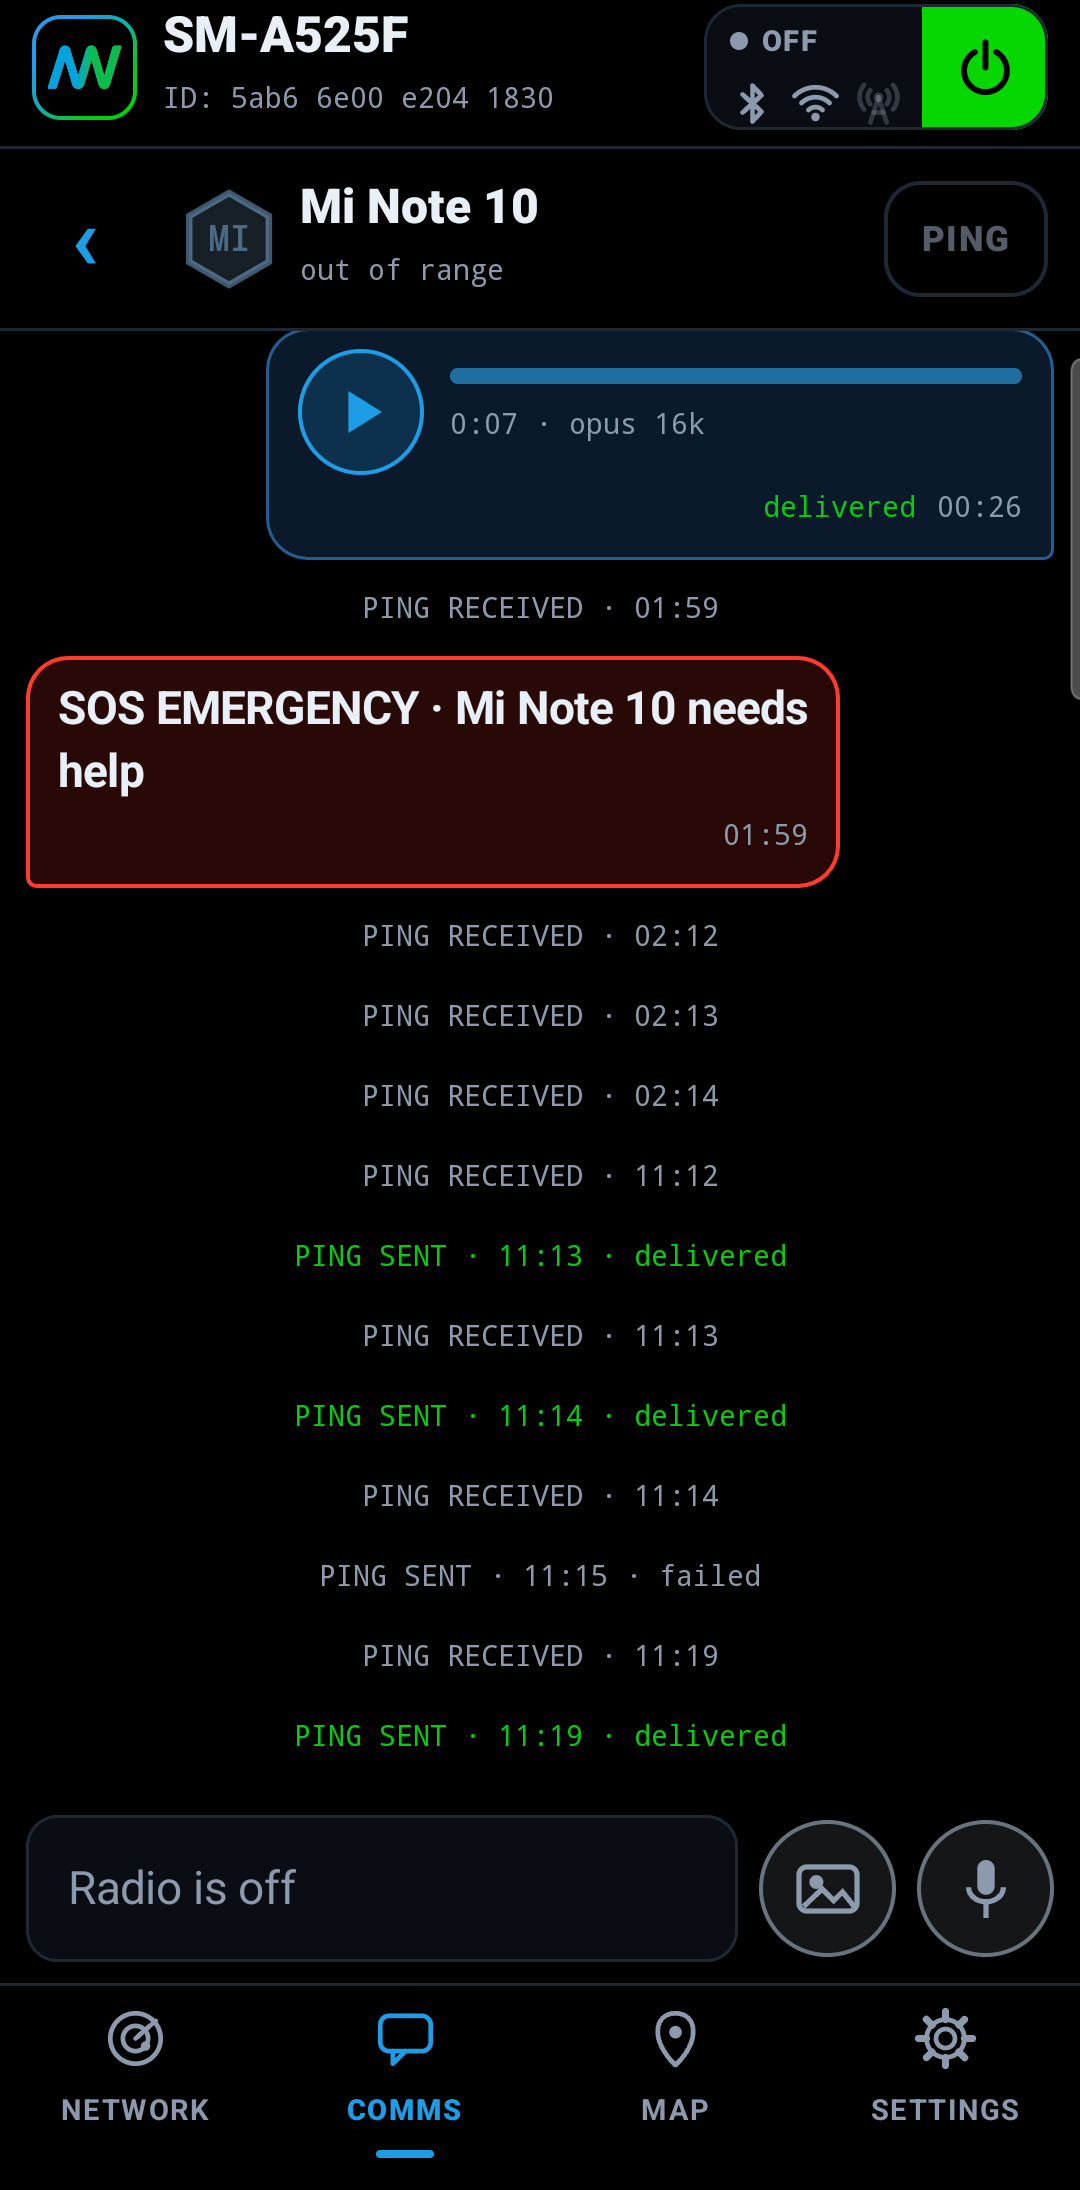 SM-A525F
ID: 5ab6 6e00 e204 1830
OFF
MI
Mi Note 10
out of range
PING
0:07 · opus 16k
delivered 00:26
PING RECEIVED · 01:59
SOS EMERGENCY · Mi Note 10 needs
help
01:59
PING RECEIVED · 02:12
PING RECEIVED · 02:13
PING RECEIVED · 02:14
PING RECEIVED · 11:12
PING SENT · 11:13 · delivered
PING RECEIVED · 11:13
PING SENT · 11:14 · delivered
PING RECEIVED · 11:14
PING SENT · 11:15 · failed
PING RECEIVED · 11:19
PING SENT · 11:19 · delivered
Radio is off
NETWORK
COMMS
MAP
SETTINGS